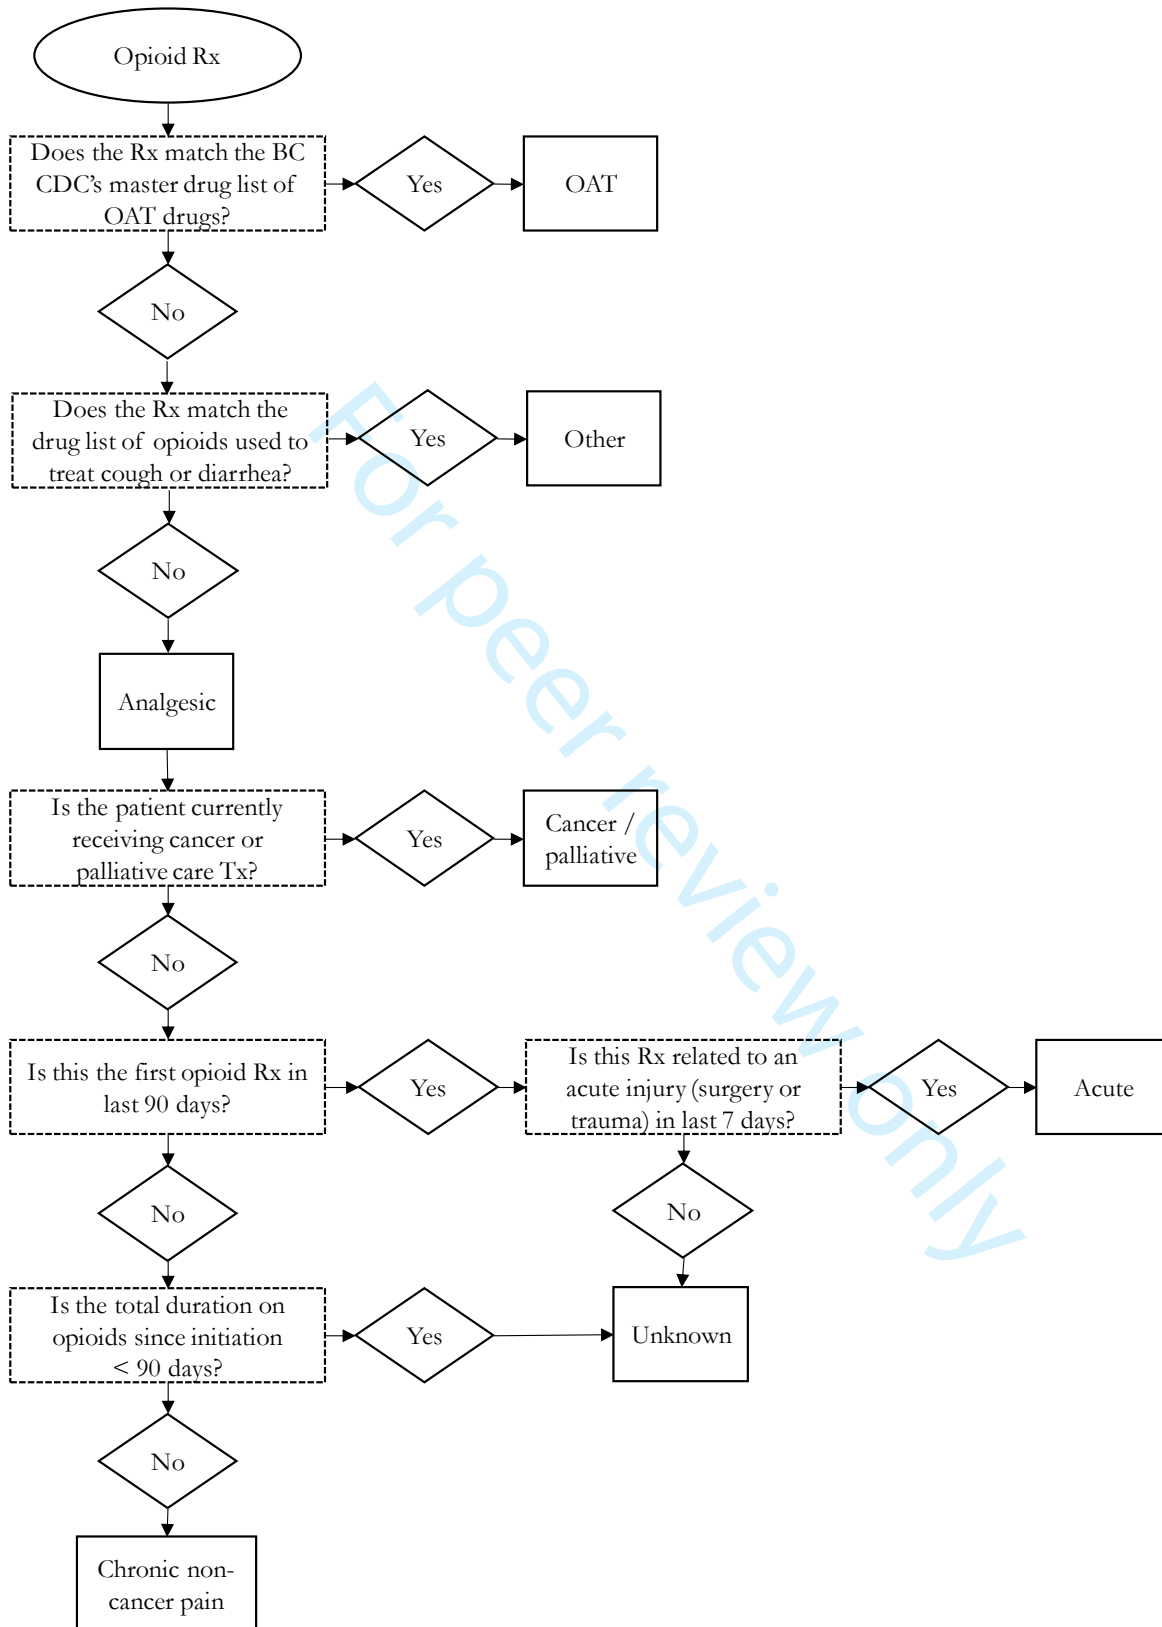 Opioid Rx
Does the Rx match the BC
CDC's master drug list of
OAT drugs?
Yes
OAT
No
Does the Rx match the
drug list of opioids used to
treat cough or diarrhea?
Yes
Other
No
Analgesic
Is the patient currently
receiving cancer or
palliative care Tx?
Yes
Cancer /
palliative
No
Is this the first opioid Rx in
last 90 days?
Yes
Is this Rx related to an
acute injury (surgery or
trauma) in last 7 days?
Yes
Acute
No
No
Is the total duration on
opioids since initiation
< 90 days?
Yes
Unknown
No
Chronic non-
cancer pain
For peer review only